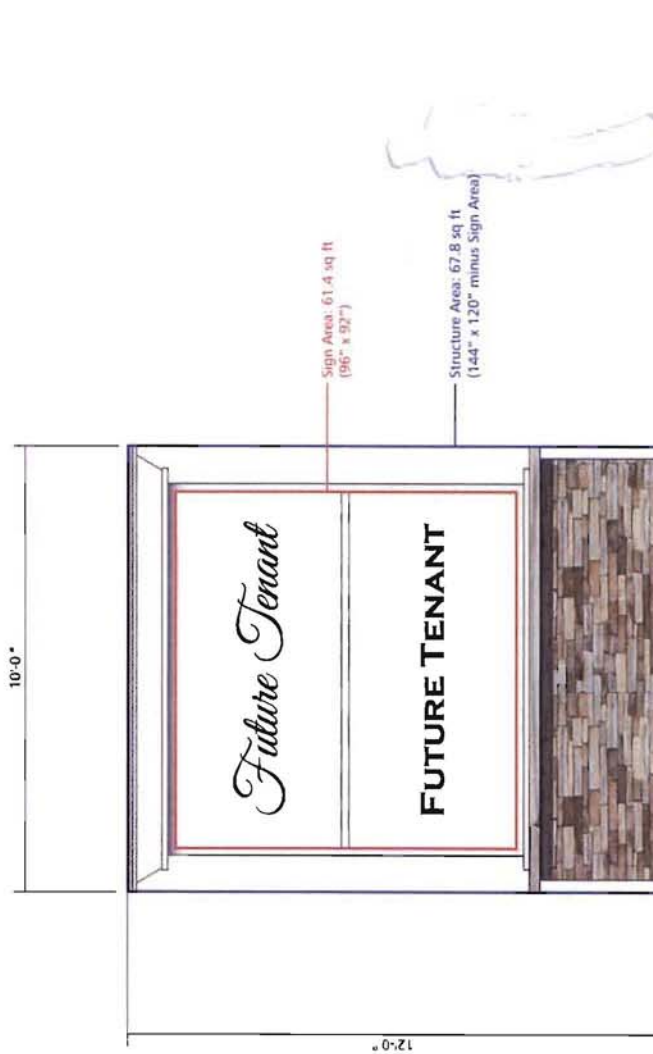 10'-0"
Sign Area: 61.4 sq ft
(96" x 92")
Future Tenant
Structure Area: 67.8 sq ft
(144" x 120" minus Sign Area)
FUTURE TENANT
12'-0"